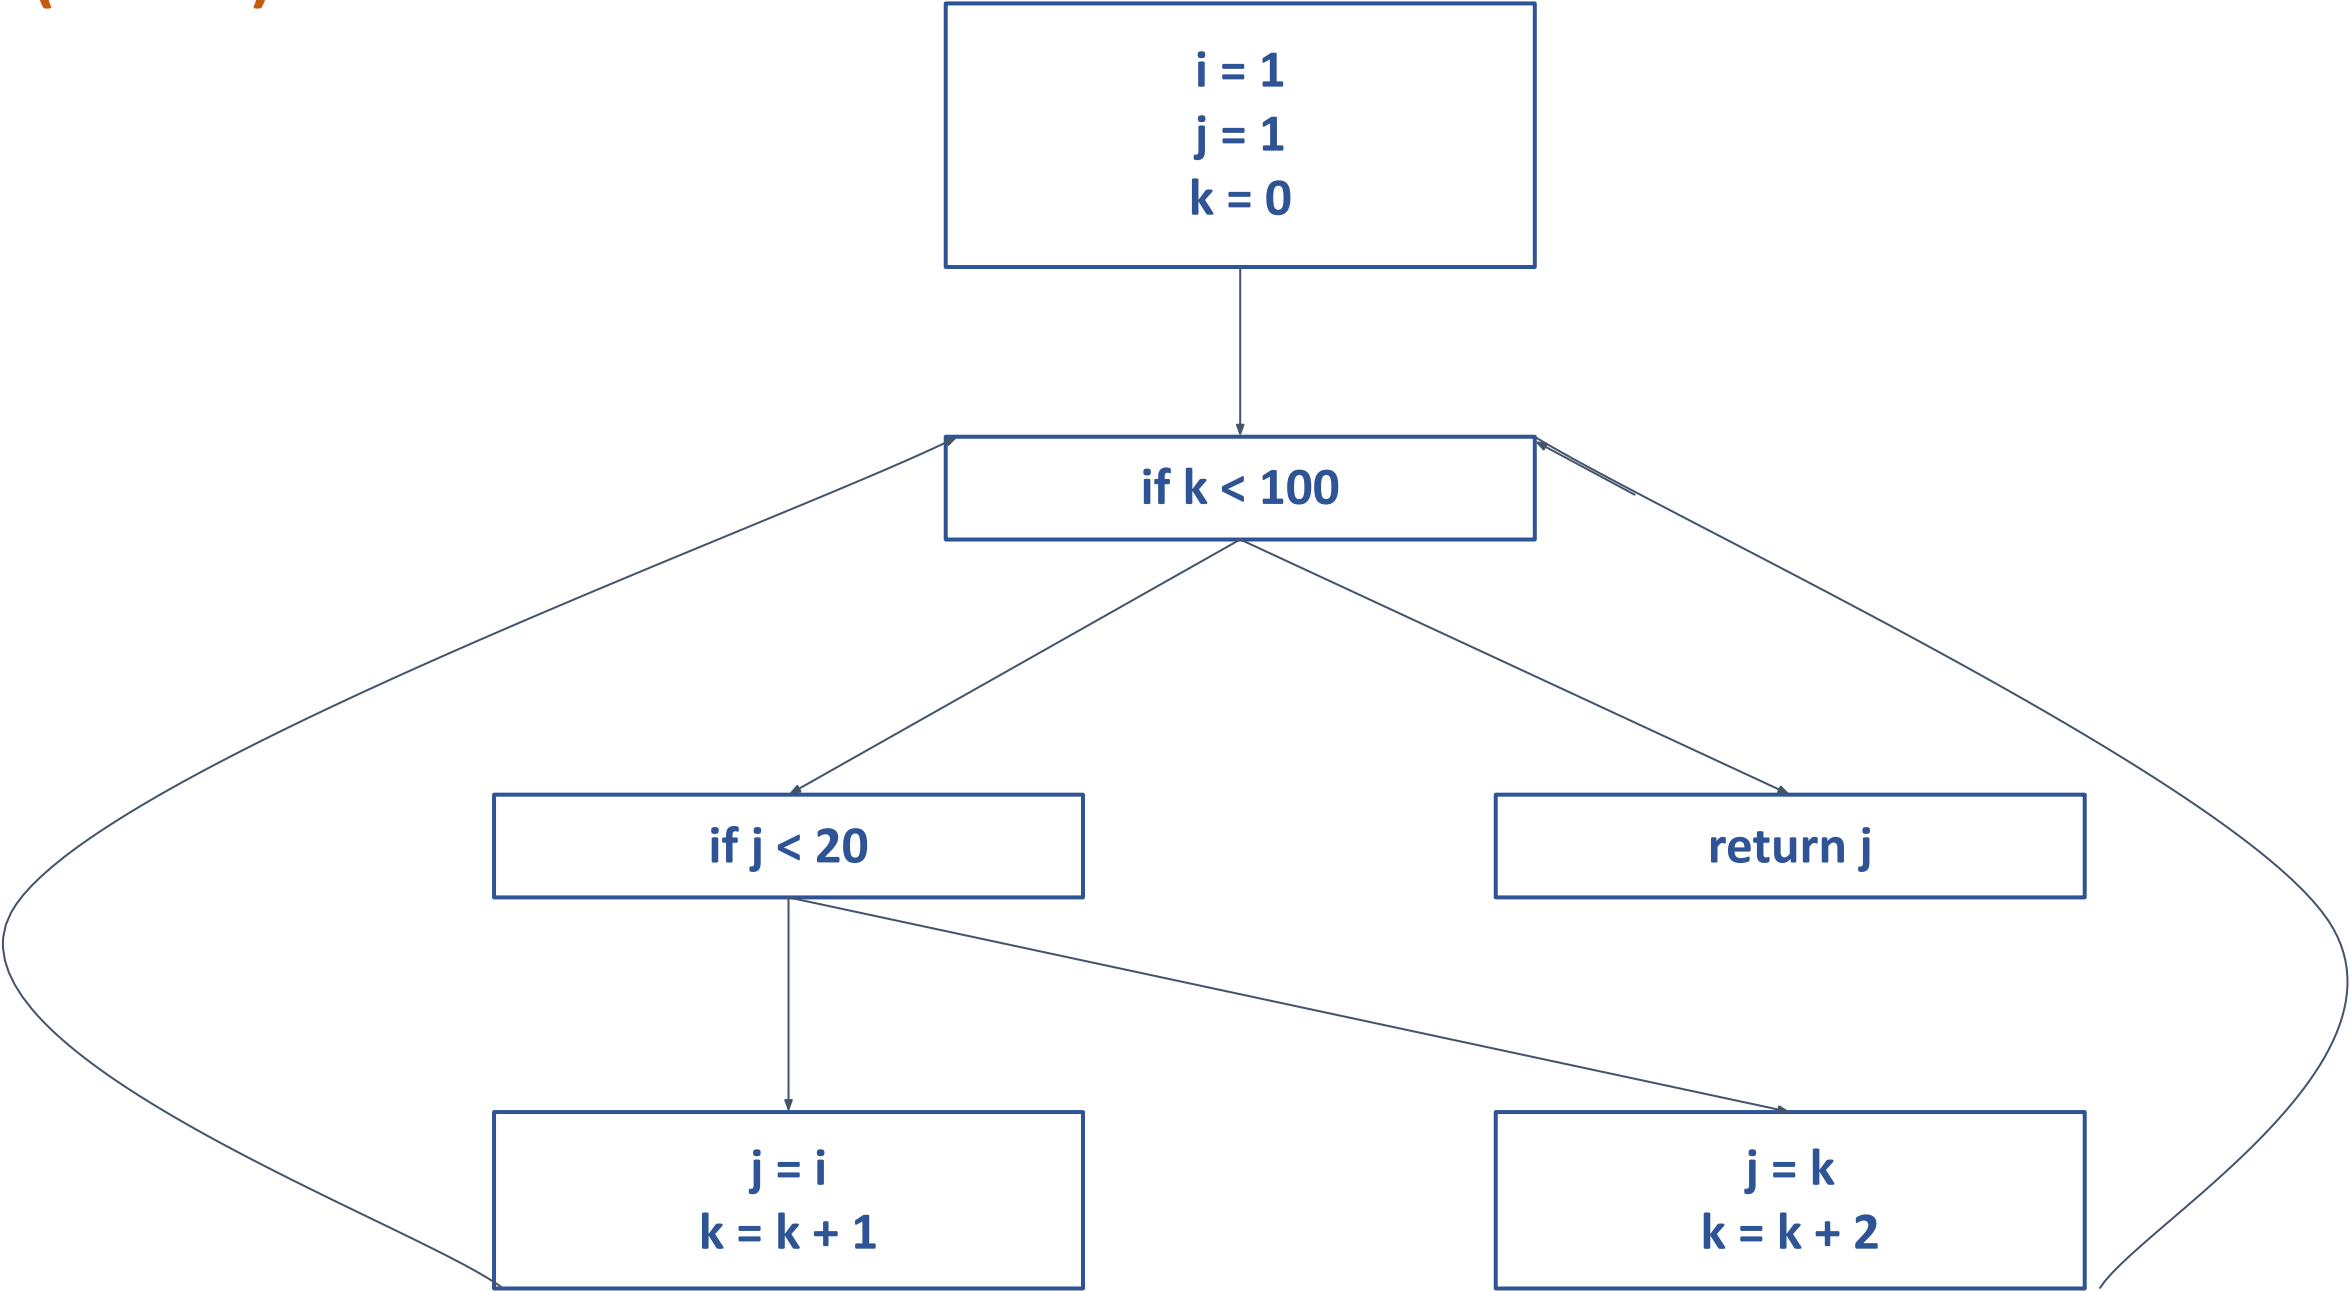 i = 1
j = 1
k = 0
if k < 100
if j < 20
return j
j = i
k = k + 1
j = k
k = k + 2